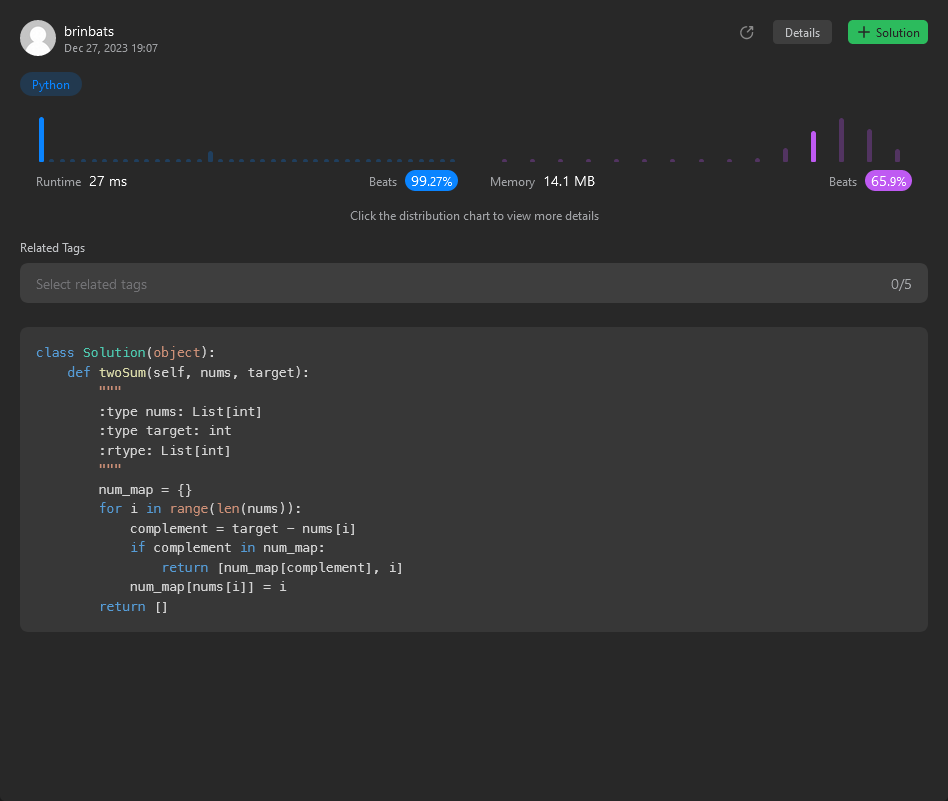 brinbats
Dec 27, 2023 19:07
Details
+ Solution
Python
Runtime 27 ms Beats 99.27%
Memory 14.1 MB Beats 65.9%
Click the distribution chart to view more details
Related Tags
Select related tags 0/5
class Solution(object):
    def twoSum(self, nums, target):
        """
        :type nums: List[int]
        :type target: int
        :rtype: List[int]
        """
        num_map = {}
        for i in range(len(nums)):
            complement = target - nums[i]
            if complement in num_map:
                return [num_map[complement], i]
            num_map[nums[i]] = i
        return []